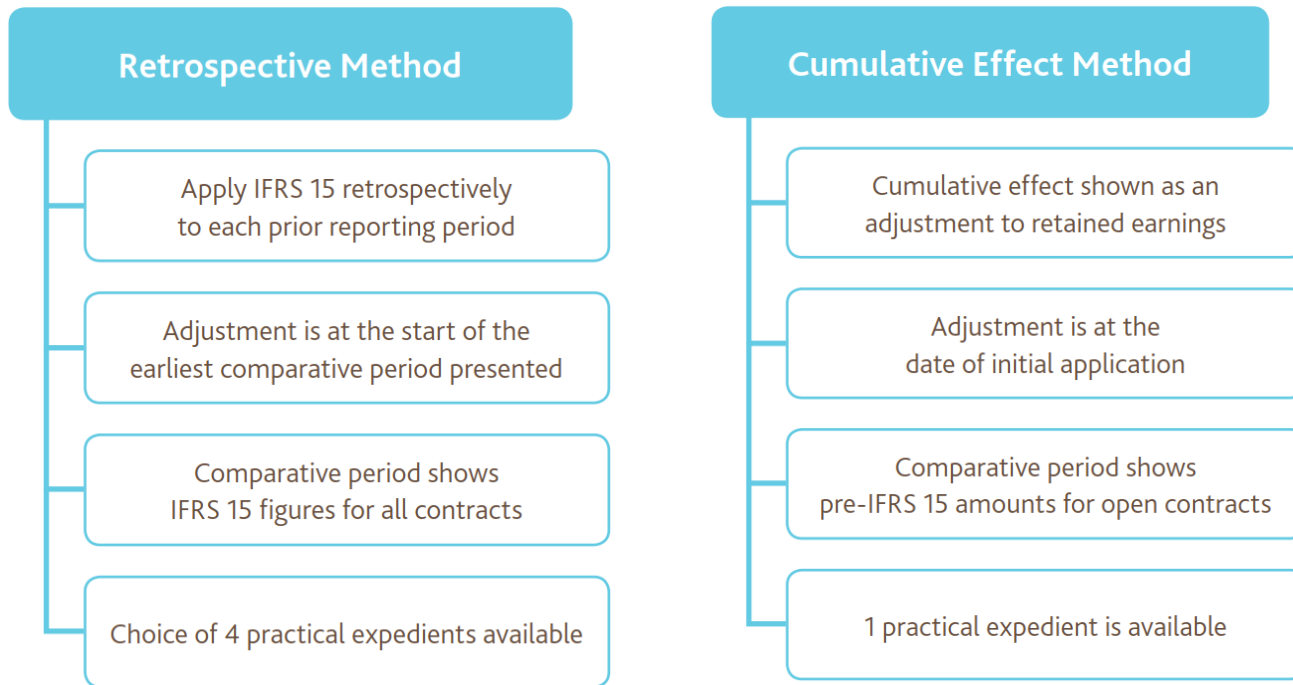 Retrospective Method
Apply IFRS 15 retrospectively
to each prior reporting period
Adjustment is at the start of the
earliest comparative period presented
Comparative period shows
IFRS 15 figures for all contracts
Choice of 4 practical expedients available
Cumulative Effect Method
Cumulative effect shown as an
adjustment to retained earnings
Adjustment is at the
date of initial application
Comparative period shows
pre-IFRS 15 amounts for open contracts
1 practical expedient is available